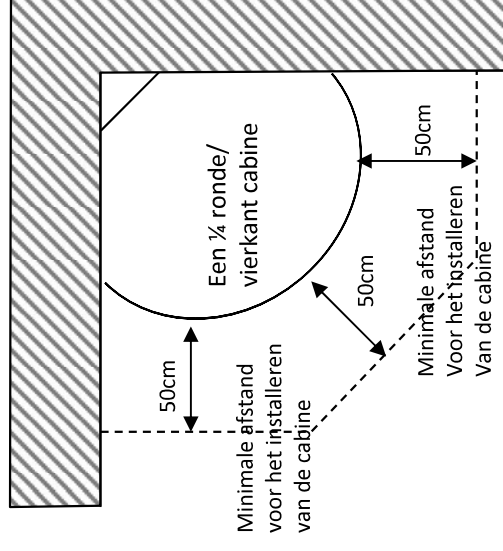 Een ¼ ronde/
vierkant cabine
50cm
50cm
50cm
Minimale afstand
voor het installeren
van de cabine
Minimale afstand
Voor het installeren
Van de cabine